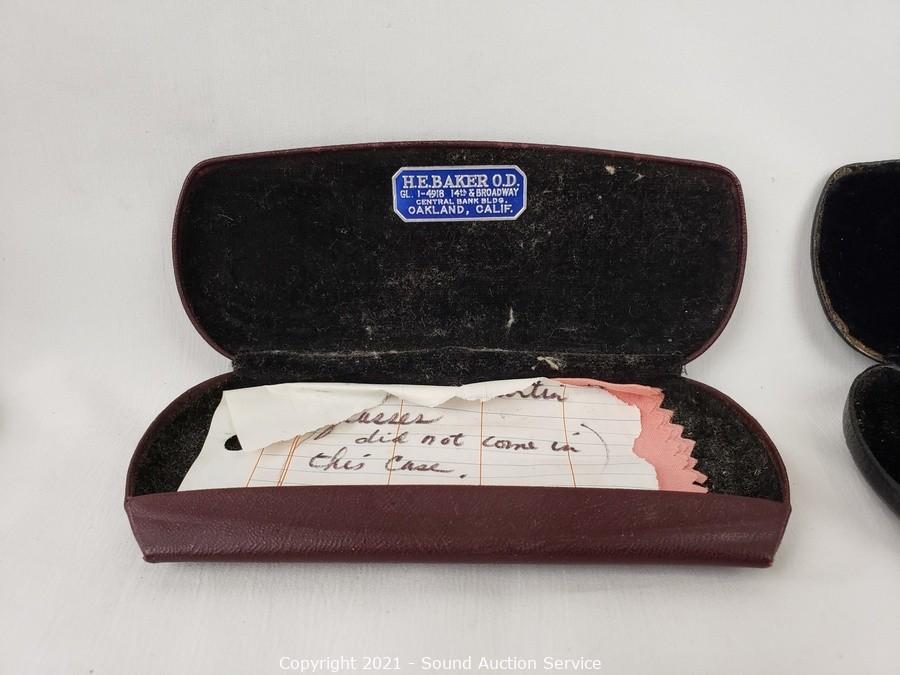 H.E.BAKER O.D.
GL. 1-4918 14th & BROADWAY
CENTRAL BANK BLDG.
OAKLAND, CALIF.
glasses
did not come in )
this Case.
Copyright 2021 - Sound Auction Service